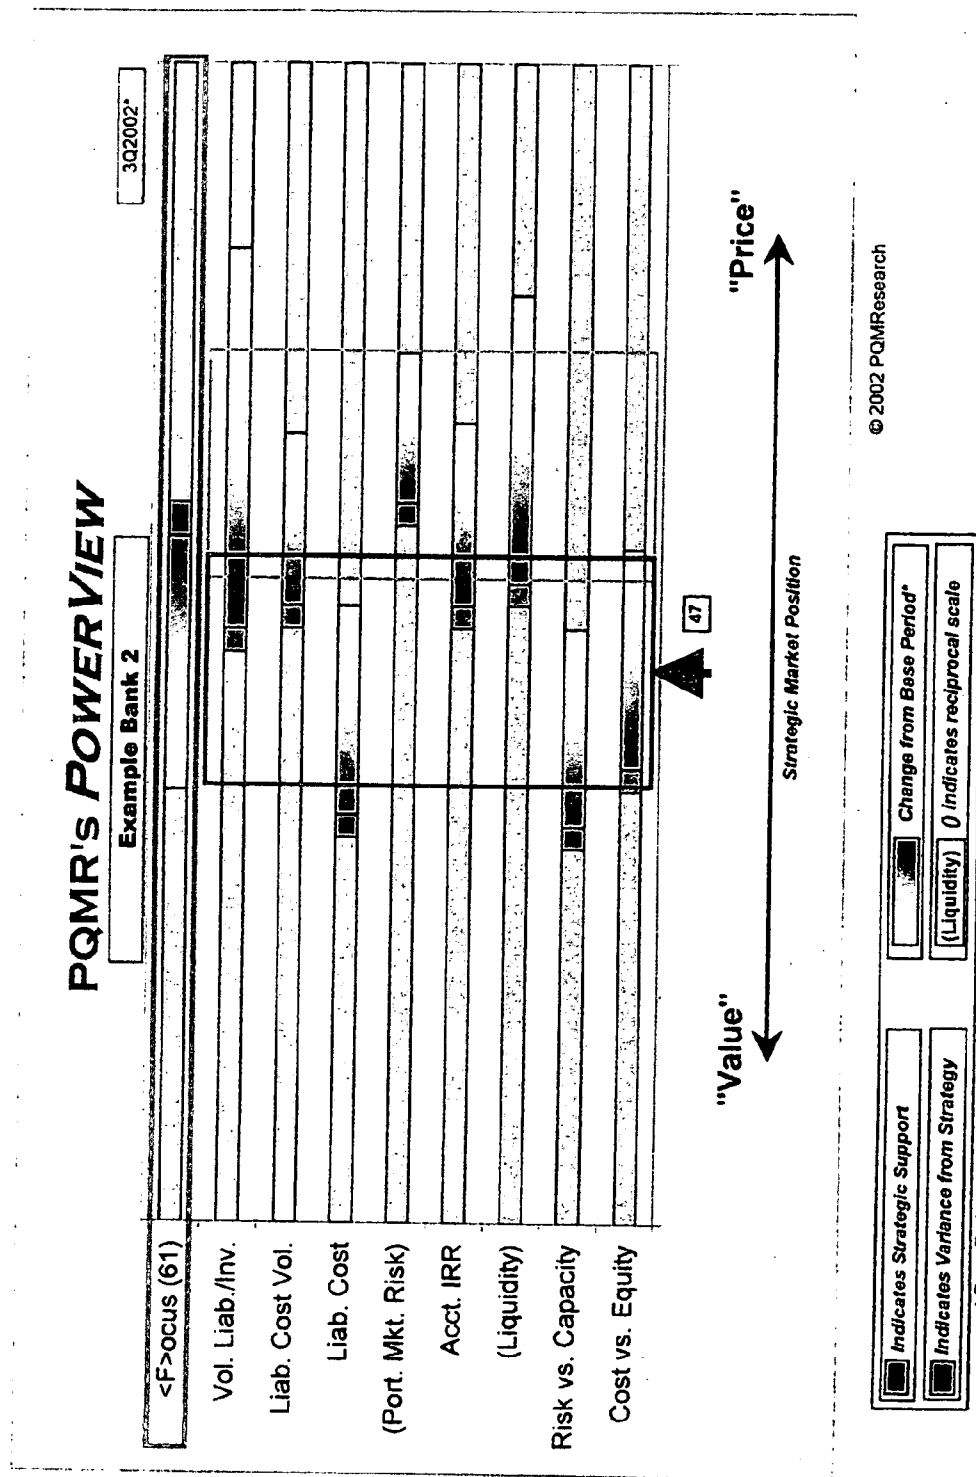 PQMR's POWERVIEW
Example Bank 2
3Q2002*
<F>ocus (61)
Vol. Liab./Inv.
Liab. Cost Vol.
Liab. Cost
(Port. Mkt. Risk)
Acct. IRR
(Liquidity)
Risk vs. Capacity
Cost vs. Equity
47
"Value"
"Price"
Strategic Market Position
© 2002 PQMResearch
Indicates Strategic Support
Change from Base Period*
Indicates Variance from Strategy
(Liquidity) () indicates reciprocal scale